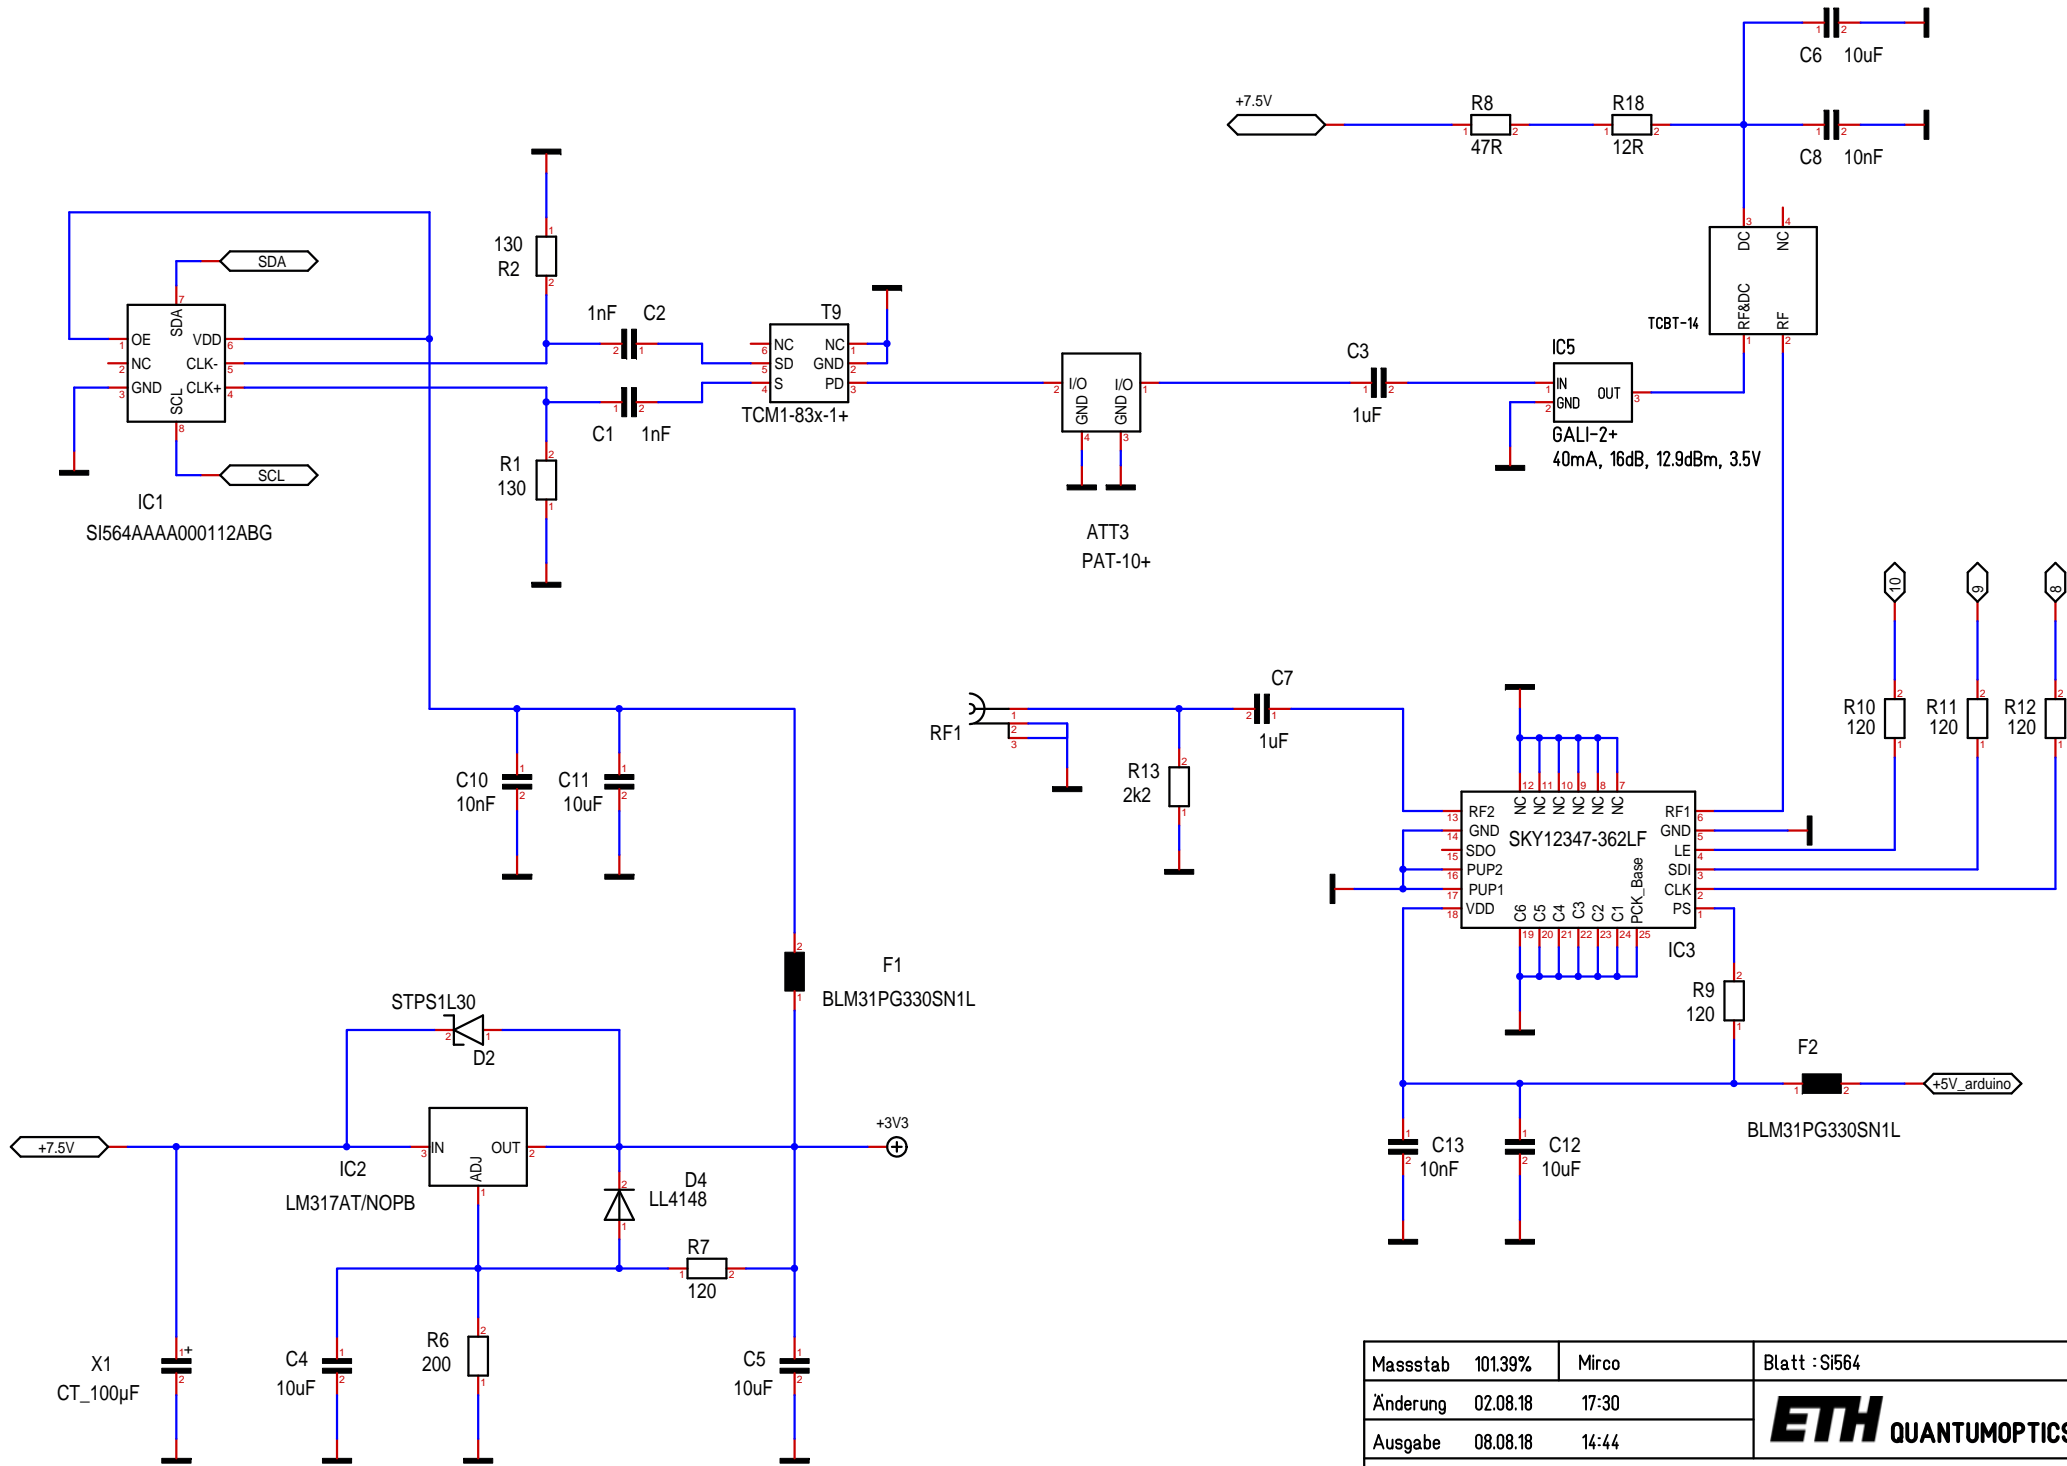 C6 10uF
+7.5V
R8
47R
R18
12R
C8 10nF
130
R2
SDA
OE
NC
GND
VDD
CLK-
CLK+
SDA
SCL
SCL
IC1
SI564AAAA000112ABG
1nF C2
C1 1nF
R1
130
T9
NC
SD
S
NC
GND
PD
TCM1-83x-1+
I/O
I/O
GND
GND
ATT3
PAT-10+
C3
1uF
IC5
IN
GND
OUT
GALI-2+
40mA, 16dB, 12.9dBm, 3.5V
TCBT-14
DC
NC
RF&DC
RF
10
9
8
R10
120
R11
120
R12
120
RF1
C7
1uF
R13
2k2
NC
NC
NC
NC
NC
NC
RF2
GND
SDO
PUP2
PUP1
VDD
SKY12347-362LF
RF1
GND
LE
SDI
CLK
PS
C6
C5
C4
C3
C2
C1
PCK_Base
IC3
R9
120
F2
BLM31PG330SN1L
+5V_arduino
C13
10nF
C12
10uF
C10
10nF
C11
10uF
F1
BLM31PG330SN1L
STPS1L30
D2
+7.5V
IC2
LM317AT/NOPB
IN
OUT
ADJ
+3V3
D4
LL4148
R7
120
X1
CT_100µF
C4
10uF
R6
200
C5
10uF
Massstab 101.39% Mirco Blatt : Si564
Änderung 02.08.18 17:30
Ausgabe 08.08.18 14:44
ETH QUANTUMOPTICS